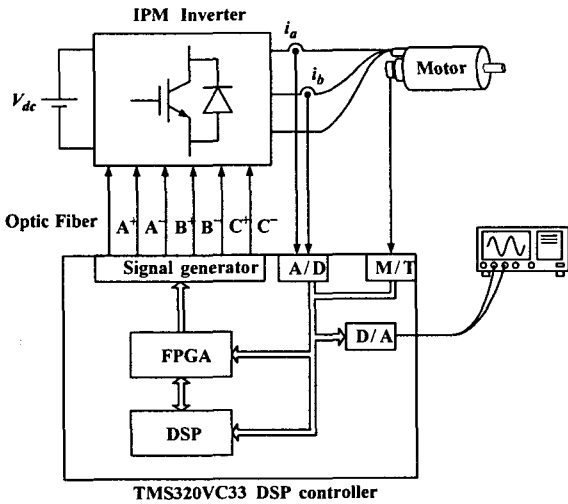 IPM Inverter
i_a
i_b
Motor
V_dc
Optic Fiber
A⁺ A⁻ B⁺ B⁻ C⁺ C⁻
Signal generator
A/D
M/T
D/A
FPGA
DSP
TMS320VC33 DSP controller